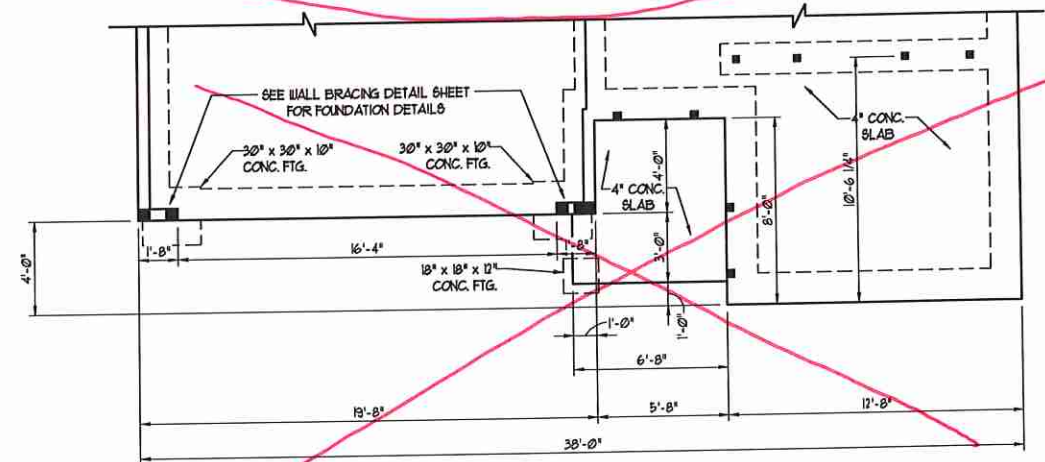 SEE WALL BRACING DETAIL SHEET
FOR FOUNDATION DETAILS
30" x 30" x 10"
CONC. FTG.
30" x 30" x 10"
CONC. FTG.
4" CONC.
SLAB
4" CONC.
SLAB
4'-0"
8'-0"
10'-6 1/4"
4'-0"
1'-8"
16'-4"
-8"
3'-0"
18" x 18" x 12"
CONC. FTG.
1'-0"
1'-0"
6'-8"
19'-8"
5'-8"
12'-8"
38'-0"